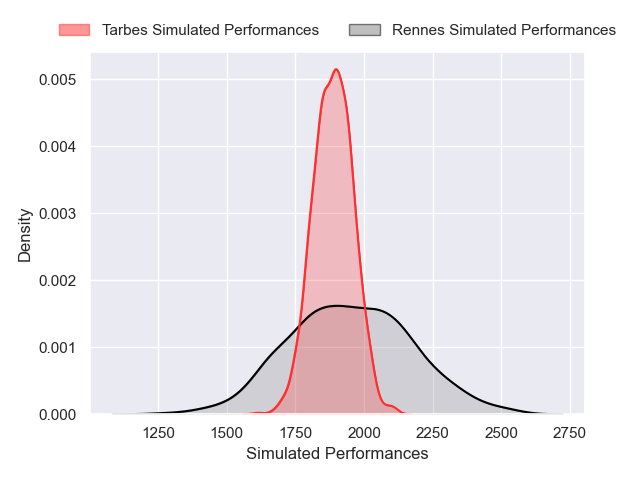 Tarbes Simulated Performances
Rennes Simulated Performances
0.005
0.004
0.003
0.002
0.001
0.000
Density
1250 1500 1750 2000 2250 2500 2750
Simulated Performances